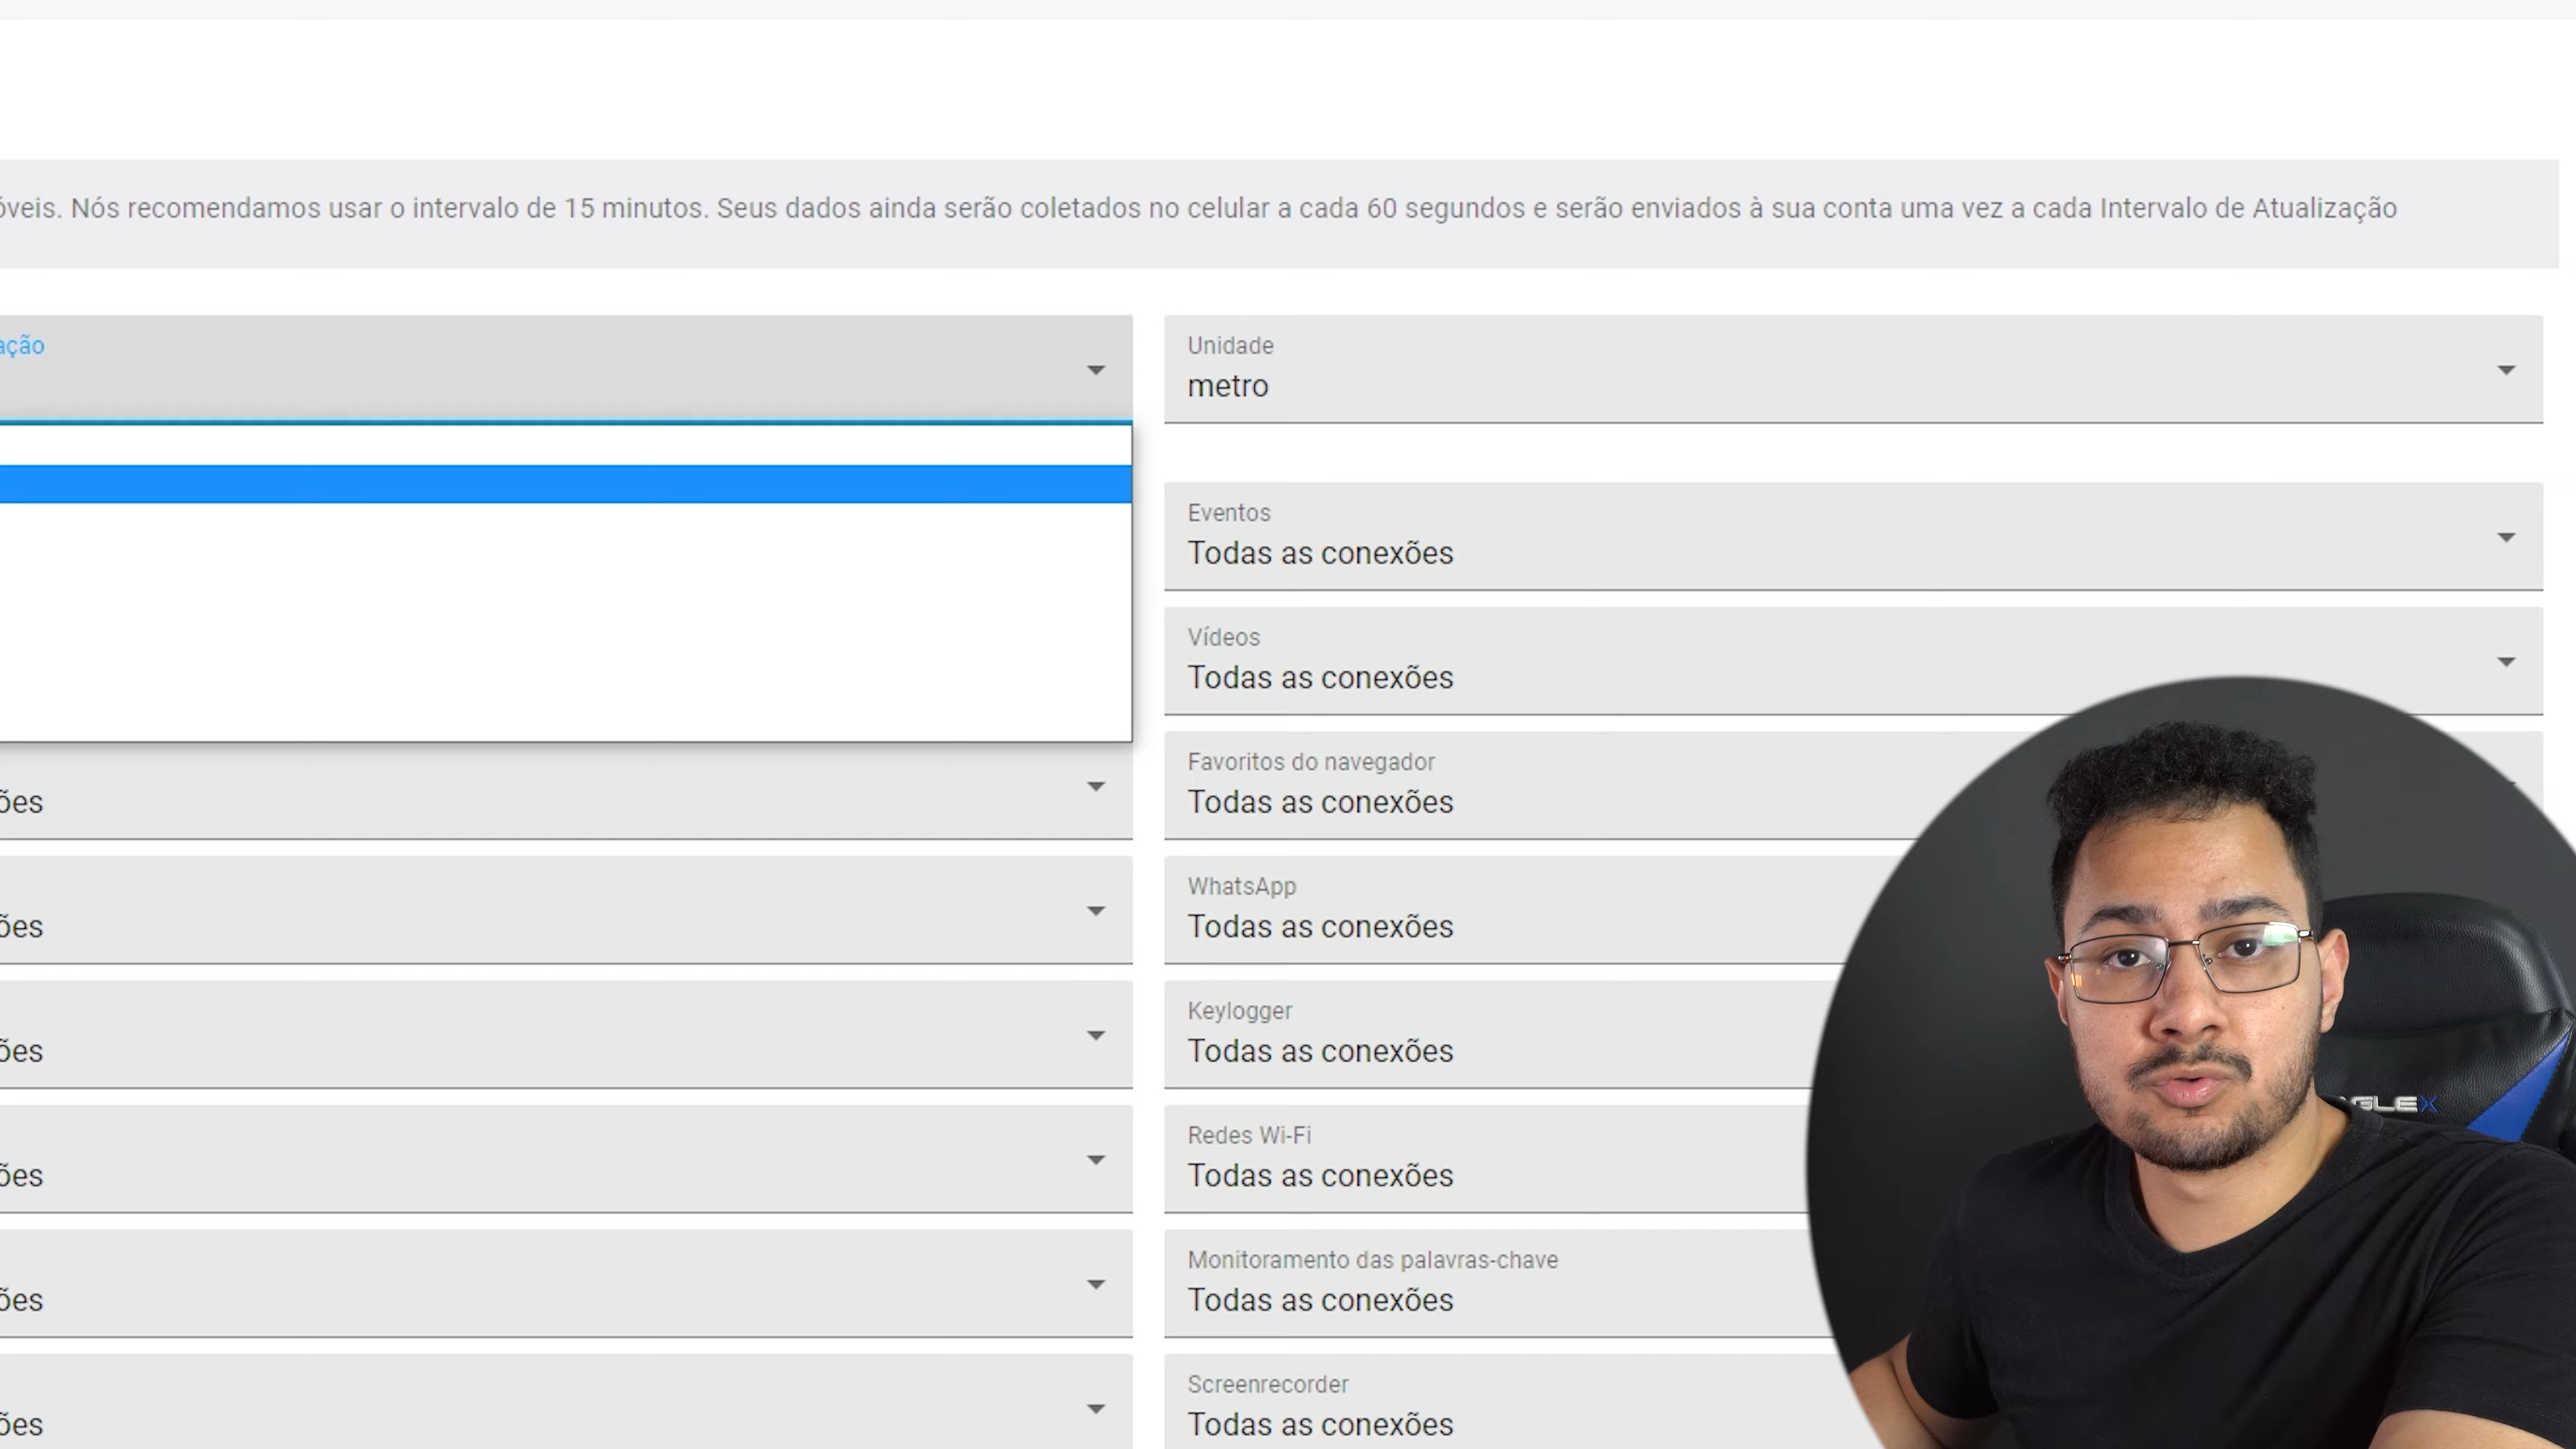 óveis. Nós recomendamos usar o intervalo de 15 minutos. Seus dados ainda serão coletados no celular a cada 60 segundos e serão enviados à sua conta uma vez a cada Intervalo de Atualização
ação
Unidade
metro
Eventos
Todas as conexões
Vídeos
Todas as conexões
ões
Favoritos do navegador
Todas as conexões
ões
WhatsApp
Todas as conexões
ões
Keylogger
Todas as conexões
ões
Redes Wi-Fi
Todas as conexões
ões
Monitoramento das palavras-chave
Todas as conexões
ões
Screenrecorder
Todas as conexões
GLEX